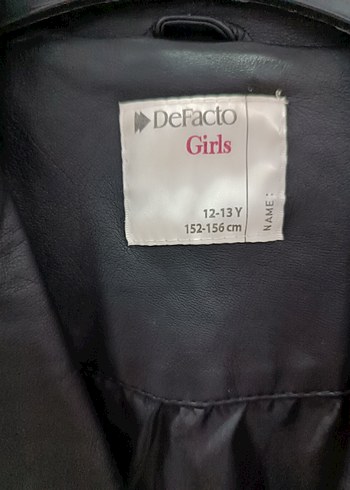 DeFacto
Girls
12-13 Y
152-156 cm
NAME: